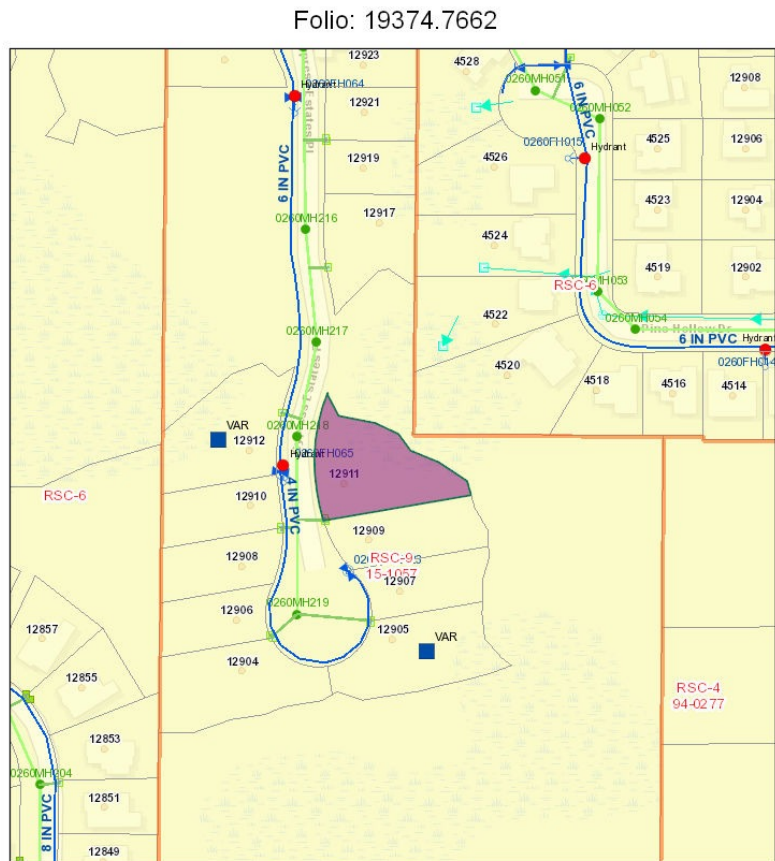 Folio: 19374.7662
12923
4528
0260MH051
12908
Hydrant
0260FH064
12921
0260MH052
6 IN PVC
0260FH015
Hydrant
4525
12906
12919
4526
6 IN PVC
4523
12904
12917
0260MH216
4524
4519
12902
RSC-6
0260MH054
Pine Hollow Dr
4522
6 IN PVC
Hydrant
0260FH014
0260MH217
4520
4518
4516
4514
VAR
12912
0260MH218
Hydrant
0260FH065
12911
RSC-6
12910
4 IN PVC
12909
12908
RSC-9
15-1057
12907
0260MH219
12906
12905
VAR
12857
12904
12855
RSC-4
94-0277
12853
0260MH204
12851
8 IN PVC
12849